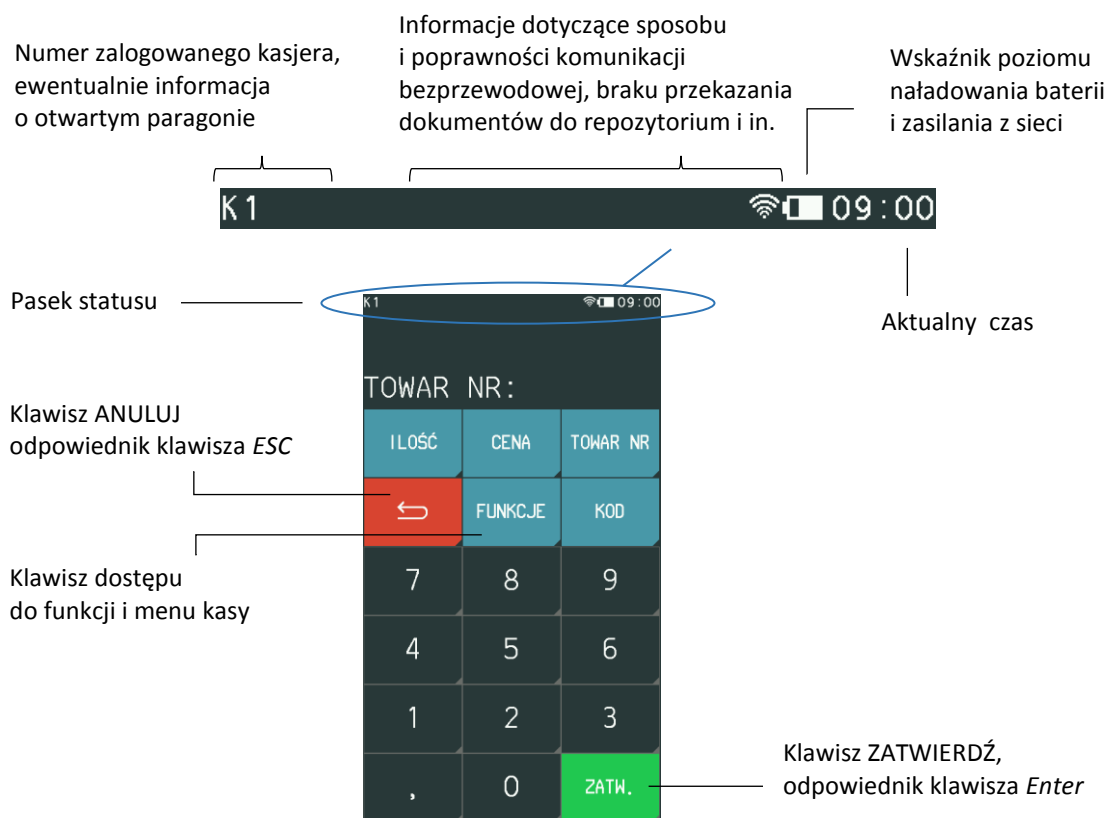 Numer zalogowanego kasjera,
ewentualnie informacja
o otwartym paragonie
Informacje dotyczące sposobu
i poprawności komunikacji
bezprzewodowej, braku przekazania
dokumentów do repozytorium i in.
Wskaźnik poziomu
naładowania baterii
i zasilania z sieci
K1 09:00
Pasek statusu
K1 09:00
Aktualny czas
TOWAR NR:
Klawisz ANULUJ
odpowiednik klawisza ESC
ILOŚĆ CENA TOWAR NR
FUNKCJE KOD
Klawisz dostępu
do funkcji i menu kasy
7 8 9
4 5 6
1 2 3
, 0 ZATW.
Klawisz ZATWIERDŹ,
odpowiednik klawisza Enter